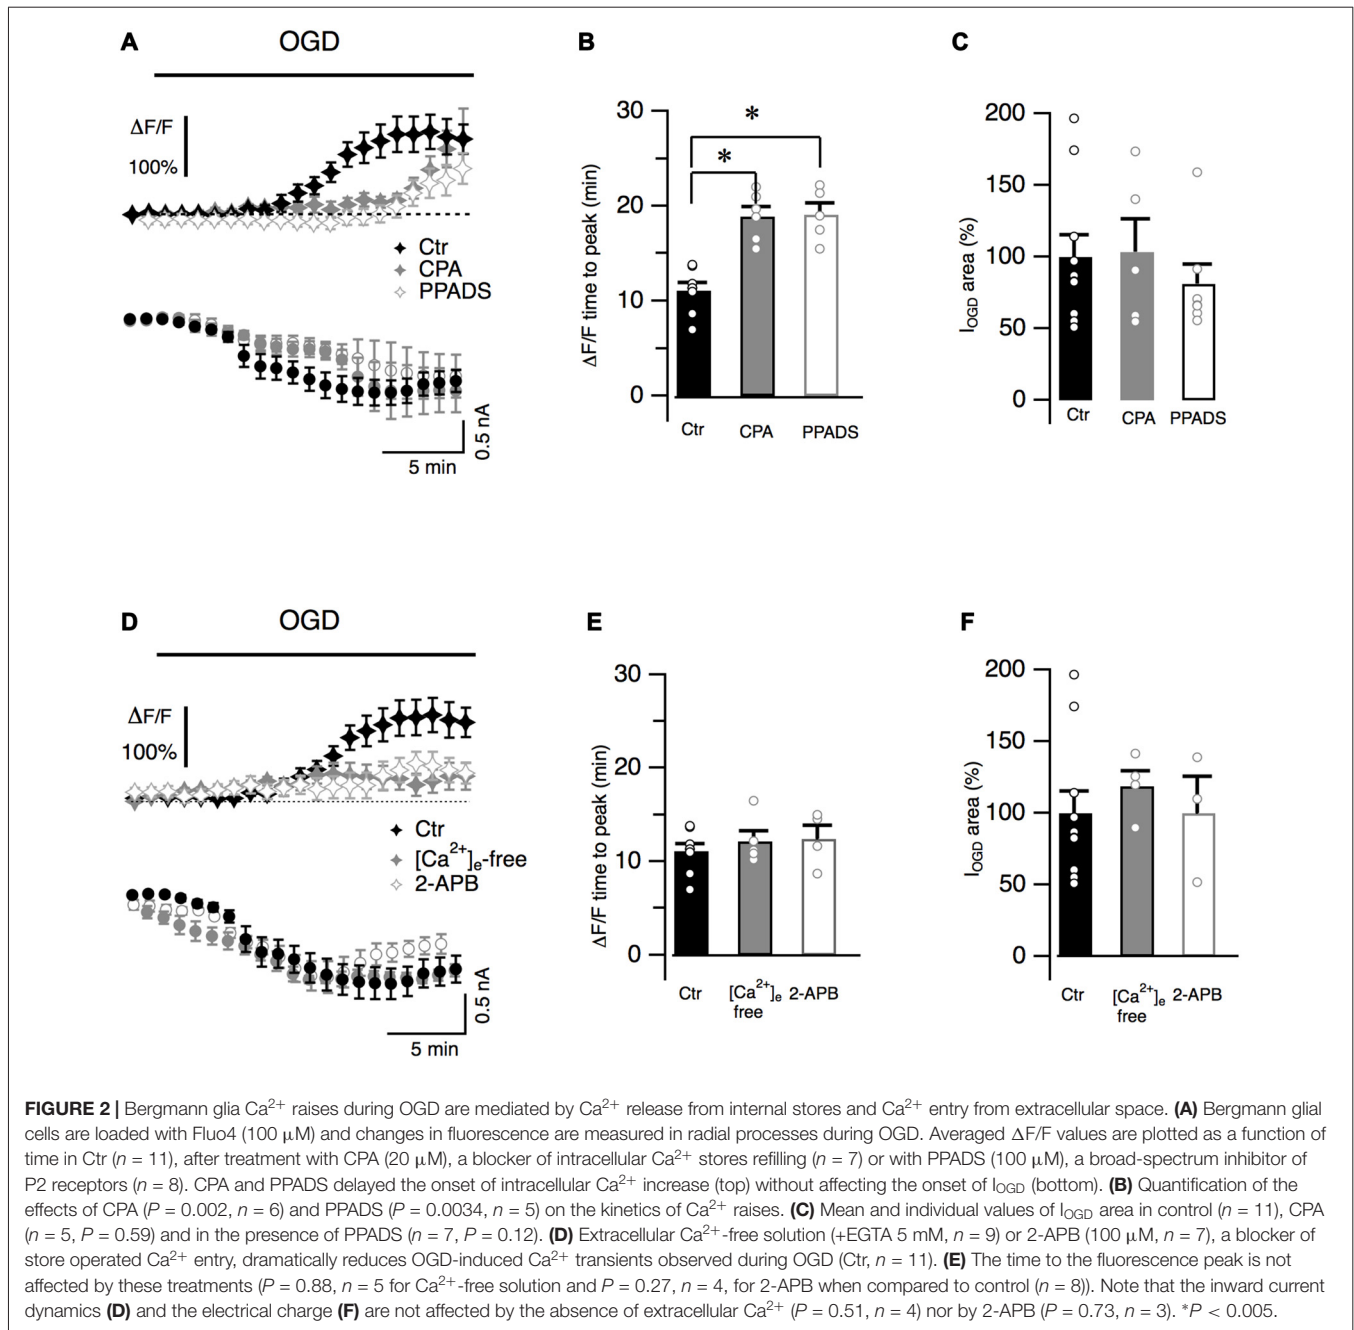 A
OGD
ΔF/F
100%
Ctr
CPA
PPADS
0.5 nA
5 min
B
30
20
10
0
ΔF/F time to peak (min)
*
*
Ctr
CPA
PPADS
C
200
150
100
50
0
I_OGD area (%)
Ctr
CPA
PPADS
D
OGD
ΔF/F
100%
Ctr
[Ca²⁺]ₑ-free
2-APB
0.5 nA
5 min
E
30
20
10
0
ΔF/F time to peak (min)
Ctr
[Ca²⁺]ₑ
free
2-APB
F
200
150
100
50
0
I_OGD area (%)
Ctr
[Ca²⁺]ₑ
free
2-APB
FIGURE 2 | Bergmann glia Ca²⁺ raises during OGD are mediated by Ca²⁺ release from internal stores and Ca²⁺ entry from extracellular space. (A) Bergmann glial
cells are loaded with Fluo4 (100 μM) and changes in fluorescence are measured in radial processes during OGD. Averaged ΔF/F values are plotted as a function of
time in Ctr (n = 11), after treatment with CPA (20 μM), a blocker of intracellular Ca²⁺ stores refilling (n = 7) or with PPADS (100 μM), a broad-spectrum inhibitor of
P2 receptors (n = 8). CPA and PPADS delayed the onset of intracellular Ca²⁺ increase (top) without affecting the onset of I_OGD (bottom). (B) Quantification of the
effects of CPA (P = 0.002, n = 6) and PPADS (P = 0.0034, n = 5) on the kinetics of Ca²⁺ raises. (C) Mean and individual values of I_OGD area in control (n = 11), CPA
(n = 5, P = 0.59) and in the presence of PPADS (n = 7, P = 0.12). (D) Extracellular Ca²⁺-free solution (+EGTA 5 mM, n = 9) or 2-APB (100 μM, n = 7), a blocker of
store operated Ca²⁺ entry, dramatically reduces OGD-induced Ca²⁺ transients observed during OGD (Ctr, n = 11). (E) The time to the fluorescence peak is not
affected by these treatments (P = 0.88, n = 5 for Ca²⁺-free solution and P = 0.27, n = 4, for 2-APB when compared to control (n = 8)). Note that the inward current
dynamics (D) and the electrical charge (F) are not affected by the absence of extracellular Ca²⁺ (P = 0.51, n = 4) nor by 2-APB (P = 0.73, n = 3). *P < 0.005.